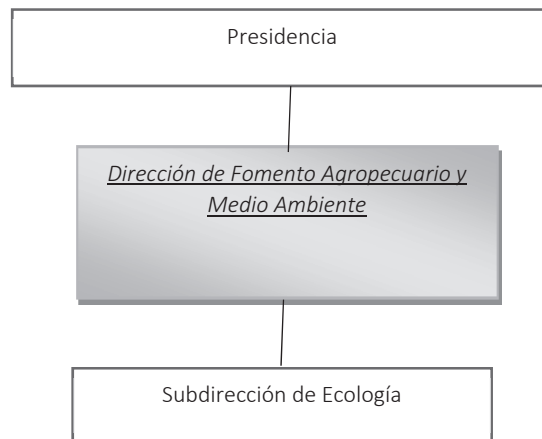 Presidencia
Dirección de Fomento Agropecuario y
Medio Ambiente
Subdirección de Ecología